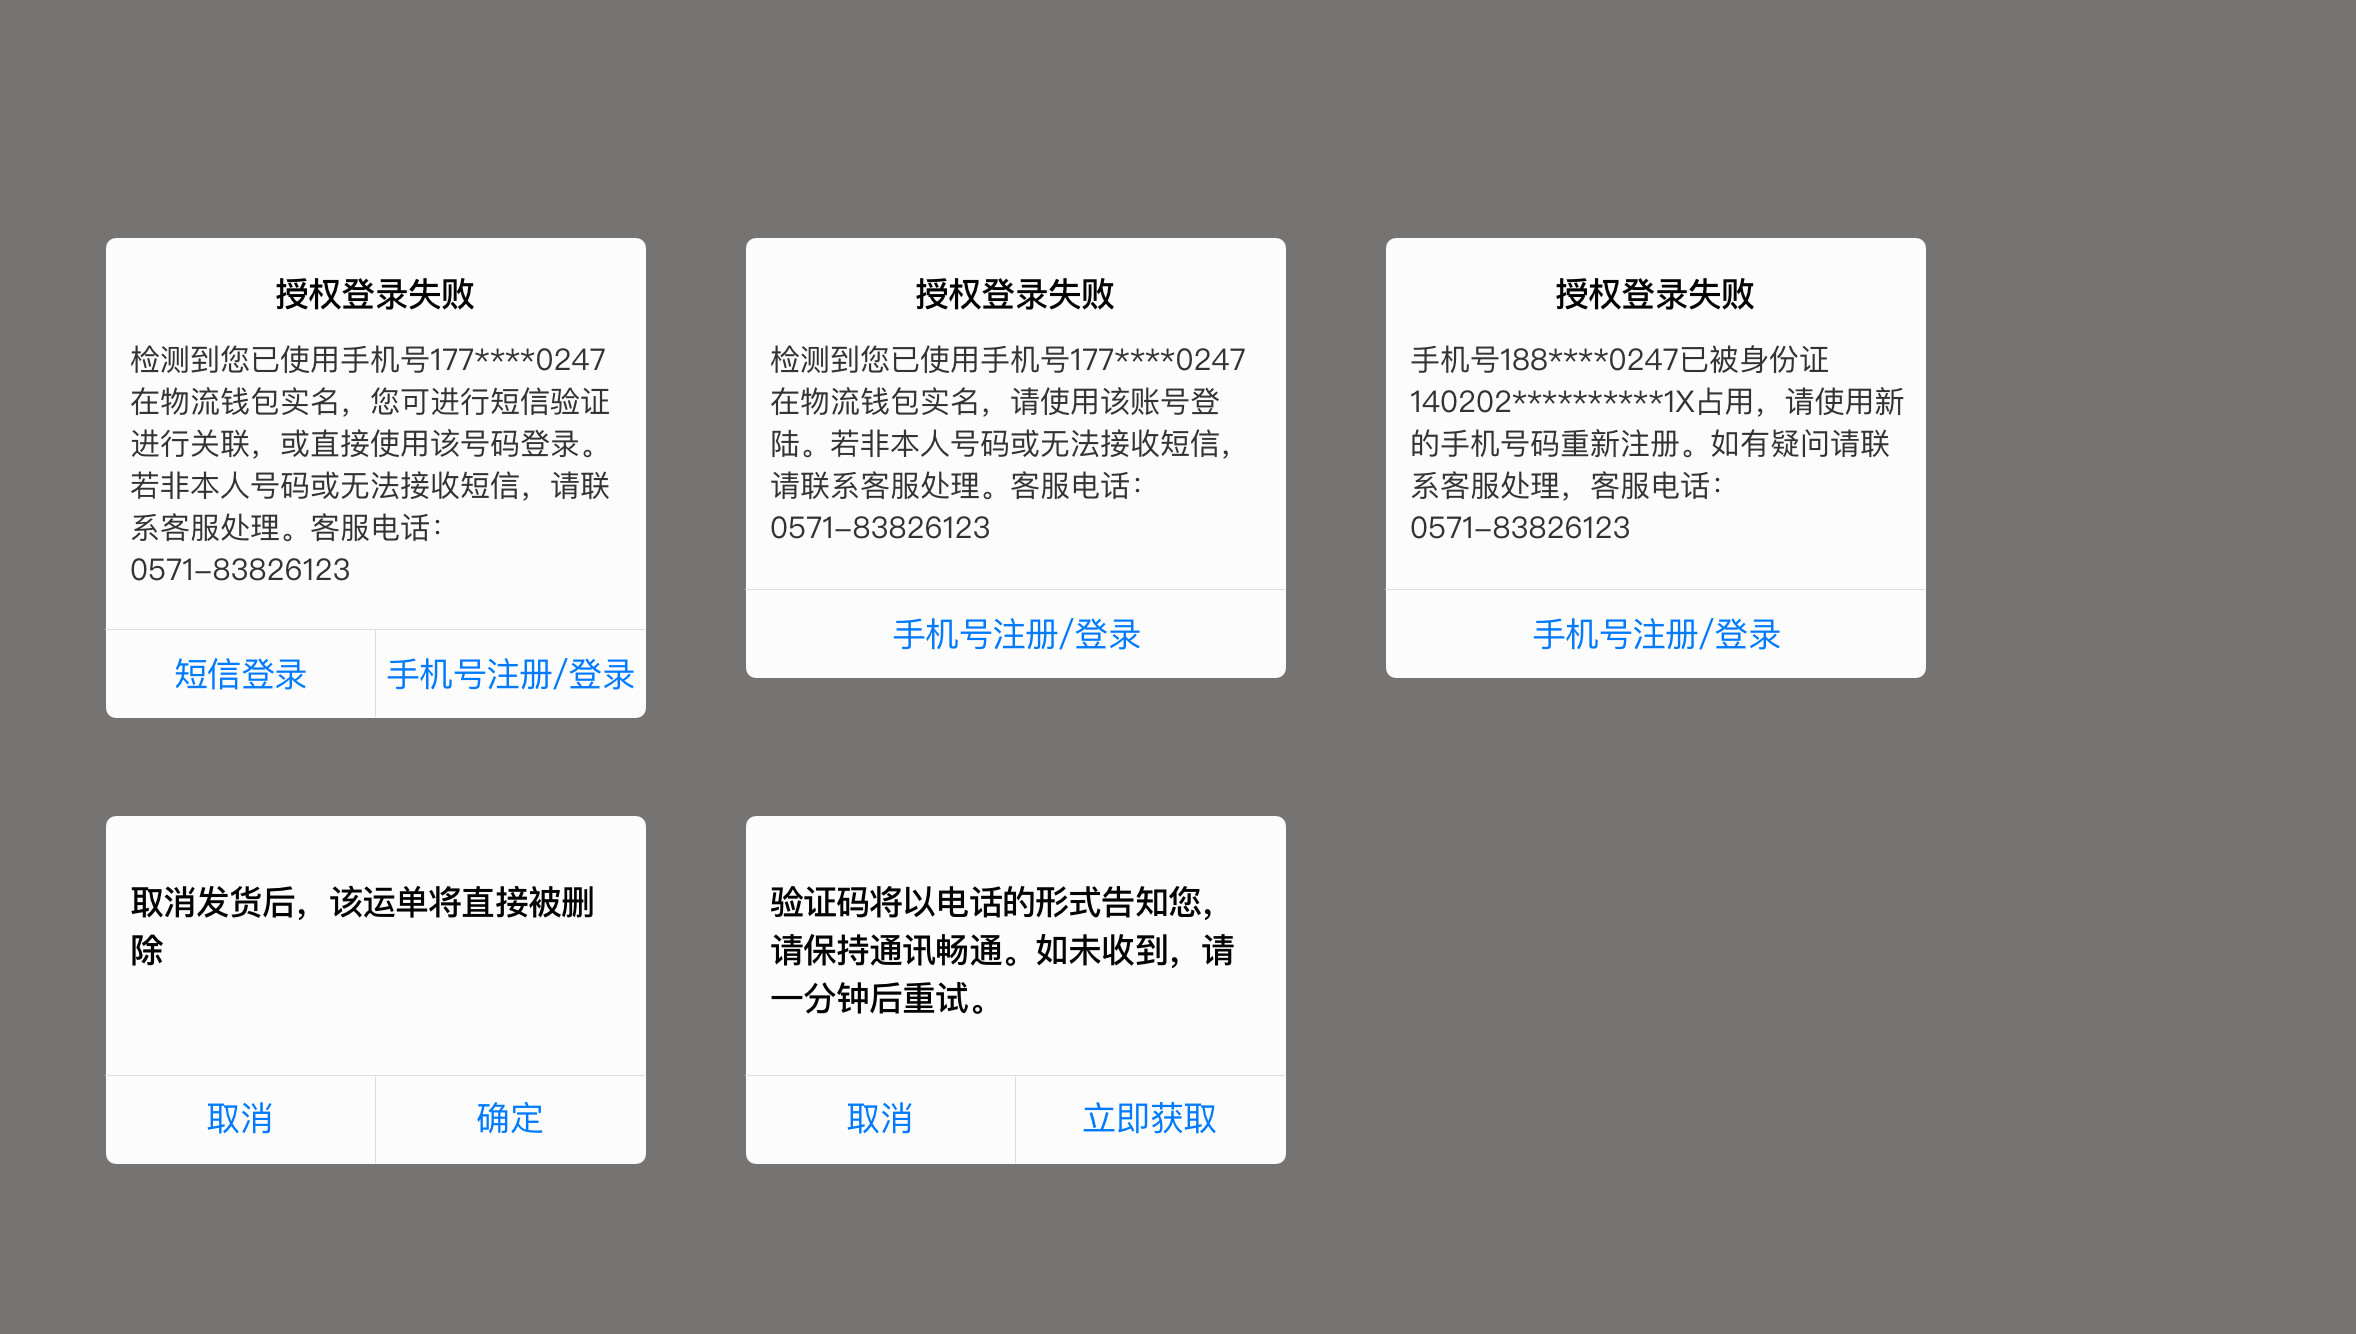 授权登录失败
检测到您已使用手机号177****0247
在物流钱包实名，您可进行短信验证
进行关联，或直接使用该号码登录。
若非本人号码或无法接收短信，请联
系客服处理。客服电话：
0571-83826123
短信登录
手机号注册/登录
授权登录失败
检测到您已使用手机号177****0247
在物流钱包实名，请使用该账号登
陆。若非本人号码或无法接收短信，
请联系客服处理。客服电话：
0571-83826123
手机号注册/登录
授权登录失败
手机号188****0247已被身份证
140202**********1X占用，请使用新
的手机号码重新注册。如有疑问请联
系客服处理，客服电话：
0571-83826123
手机号注册/登录
取消发货后，该运单将直接被删
除
取消
确定
验证码将以电话的形式告知您，
请保持通讯畅通。如未收到，请
一分钟后重试。
取消
立即获取